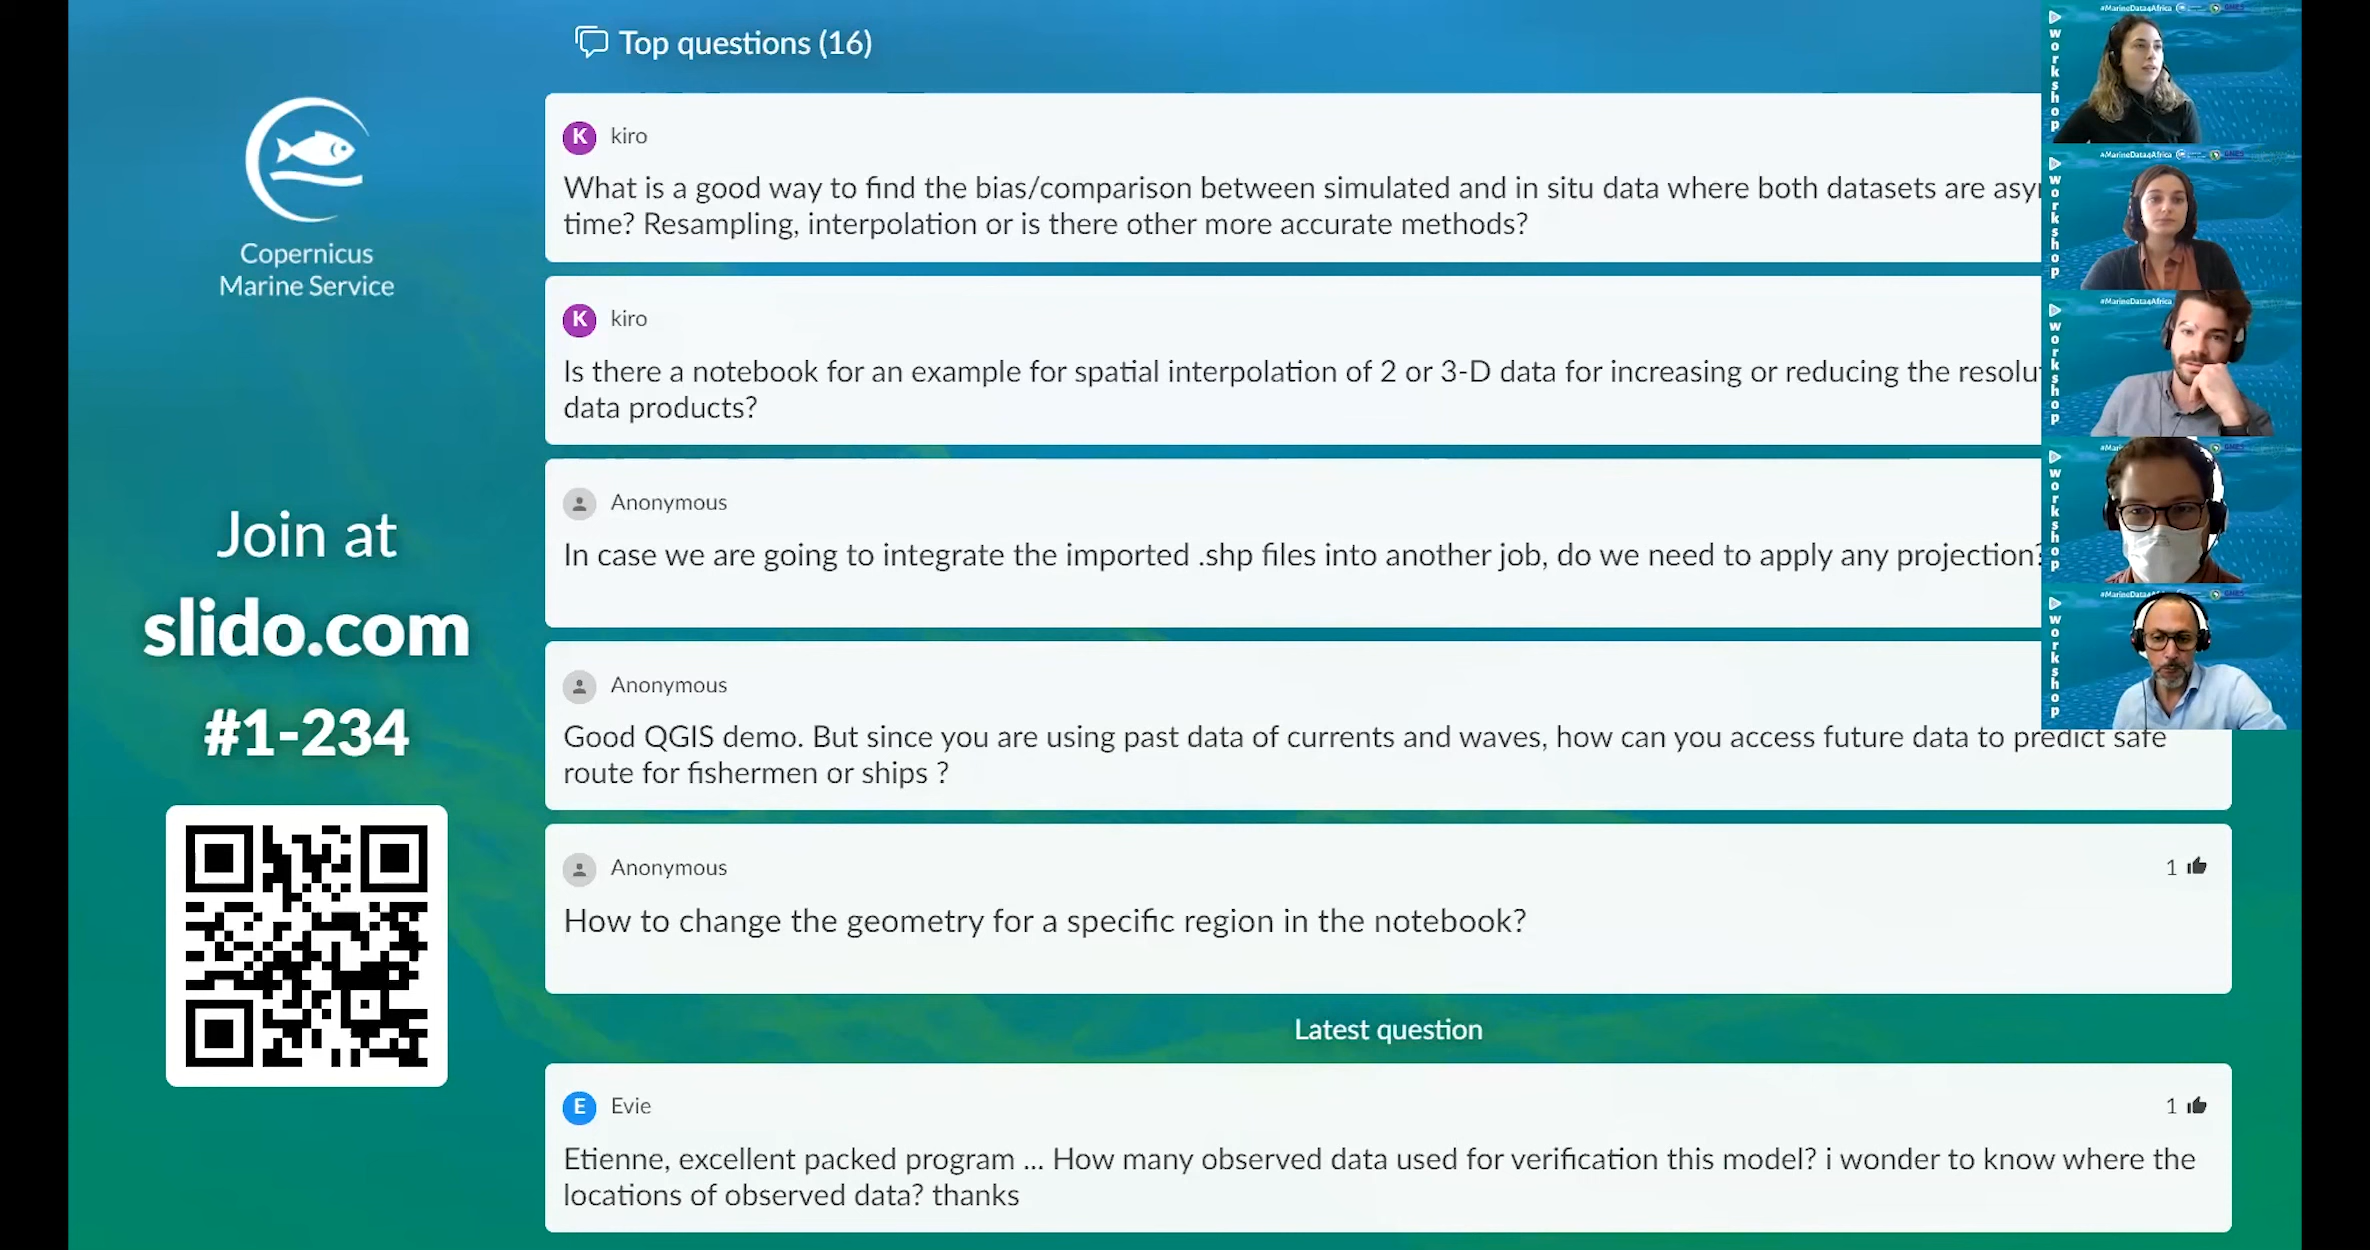 Top questions (16)
Copernicus
Marine Service
Join at
slido.com
#1-234
K kiro
What is a good way to find the bias/comparison between simulated and in situ data where both datasets are
time? Resampling, interpolation or is there other more accurate methods?
K kiro
Is there a notebook for an example for spatial interpolation of 2 or 3-D data for increasing or reducing the
data products?
Anonymous
In case we are going to integrate the imported .shp files into another job, do we need to apply any projection?
Anonymous
Good QGIS demo. But since you are using past data of currents and waves, how can you access future data to predict safe
route for fishermen or ships ?
Anonymous
1
How to change the geometry for a specific region in the notebook?
Latest question
E Evie
1
Etienne, excellent packed program ... How many observed data used for verification this model? i wonder to know where the
locations of observed data? thanks
#MarineData4Africa
workshop
#MarineData4Africa
workshop
#MarineData4Africa
workshop
workshop
workshop